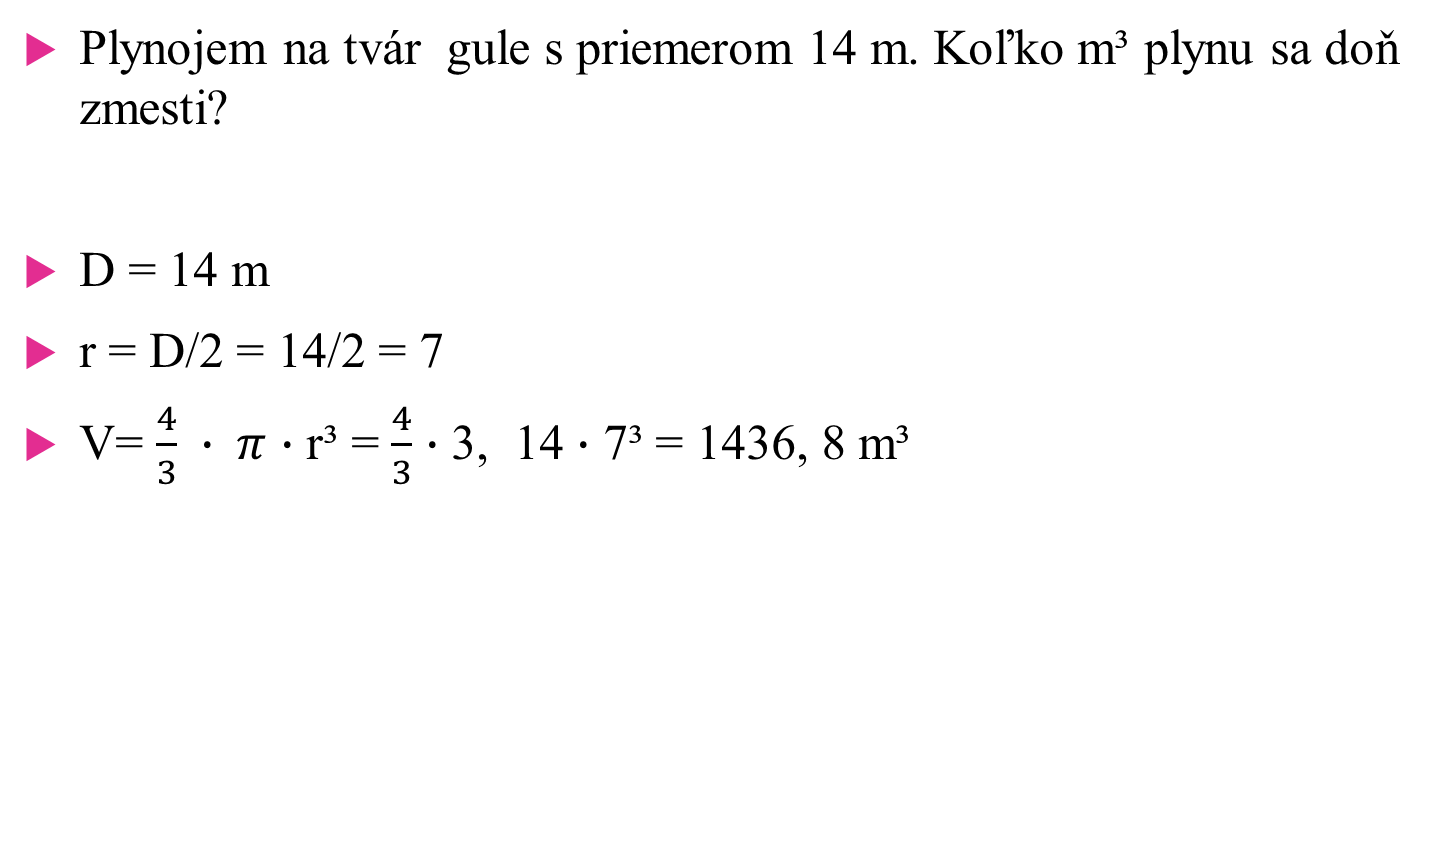 Plynojem na tvár gule s priemerom 14 m. Koľko m³ plynu sa doň
zmesti?
D = 14 m
r = D/2 = 14/2 = 7
V= 4/3 · π · r³ = 4/3 · 3, 14 · 7³ = 1436, 8 m³